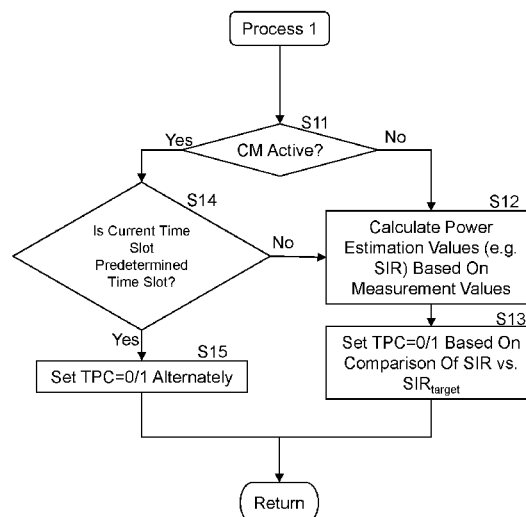 Process 1
S11
Yes
No
CM Active?
S14
S12
Is Current Time
Slot
Predetermined
Time Slot?
No
Calculate Power
Estimation Values (e.g.
SIR) Based On
Measurement Values
S13
Yes
S15
Set TPC=0/1 Alternately
Set TPC=0/1 Based On
Comparison Of SIR vs.
SIRtarget
Return